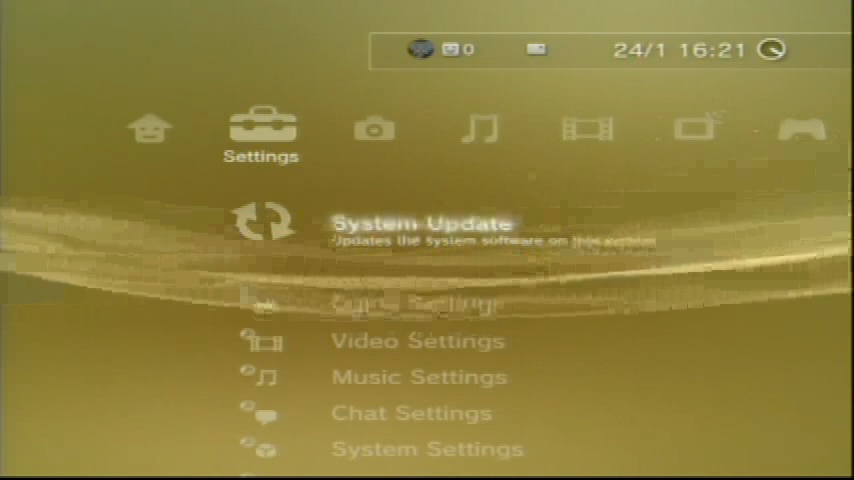 0
24/1 16:21
Settings
System Update
Updates the system software on this system
Settings
Video Settings
Music Settings
Chat Settings
System Settings